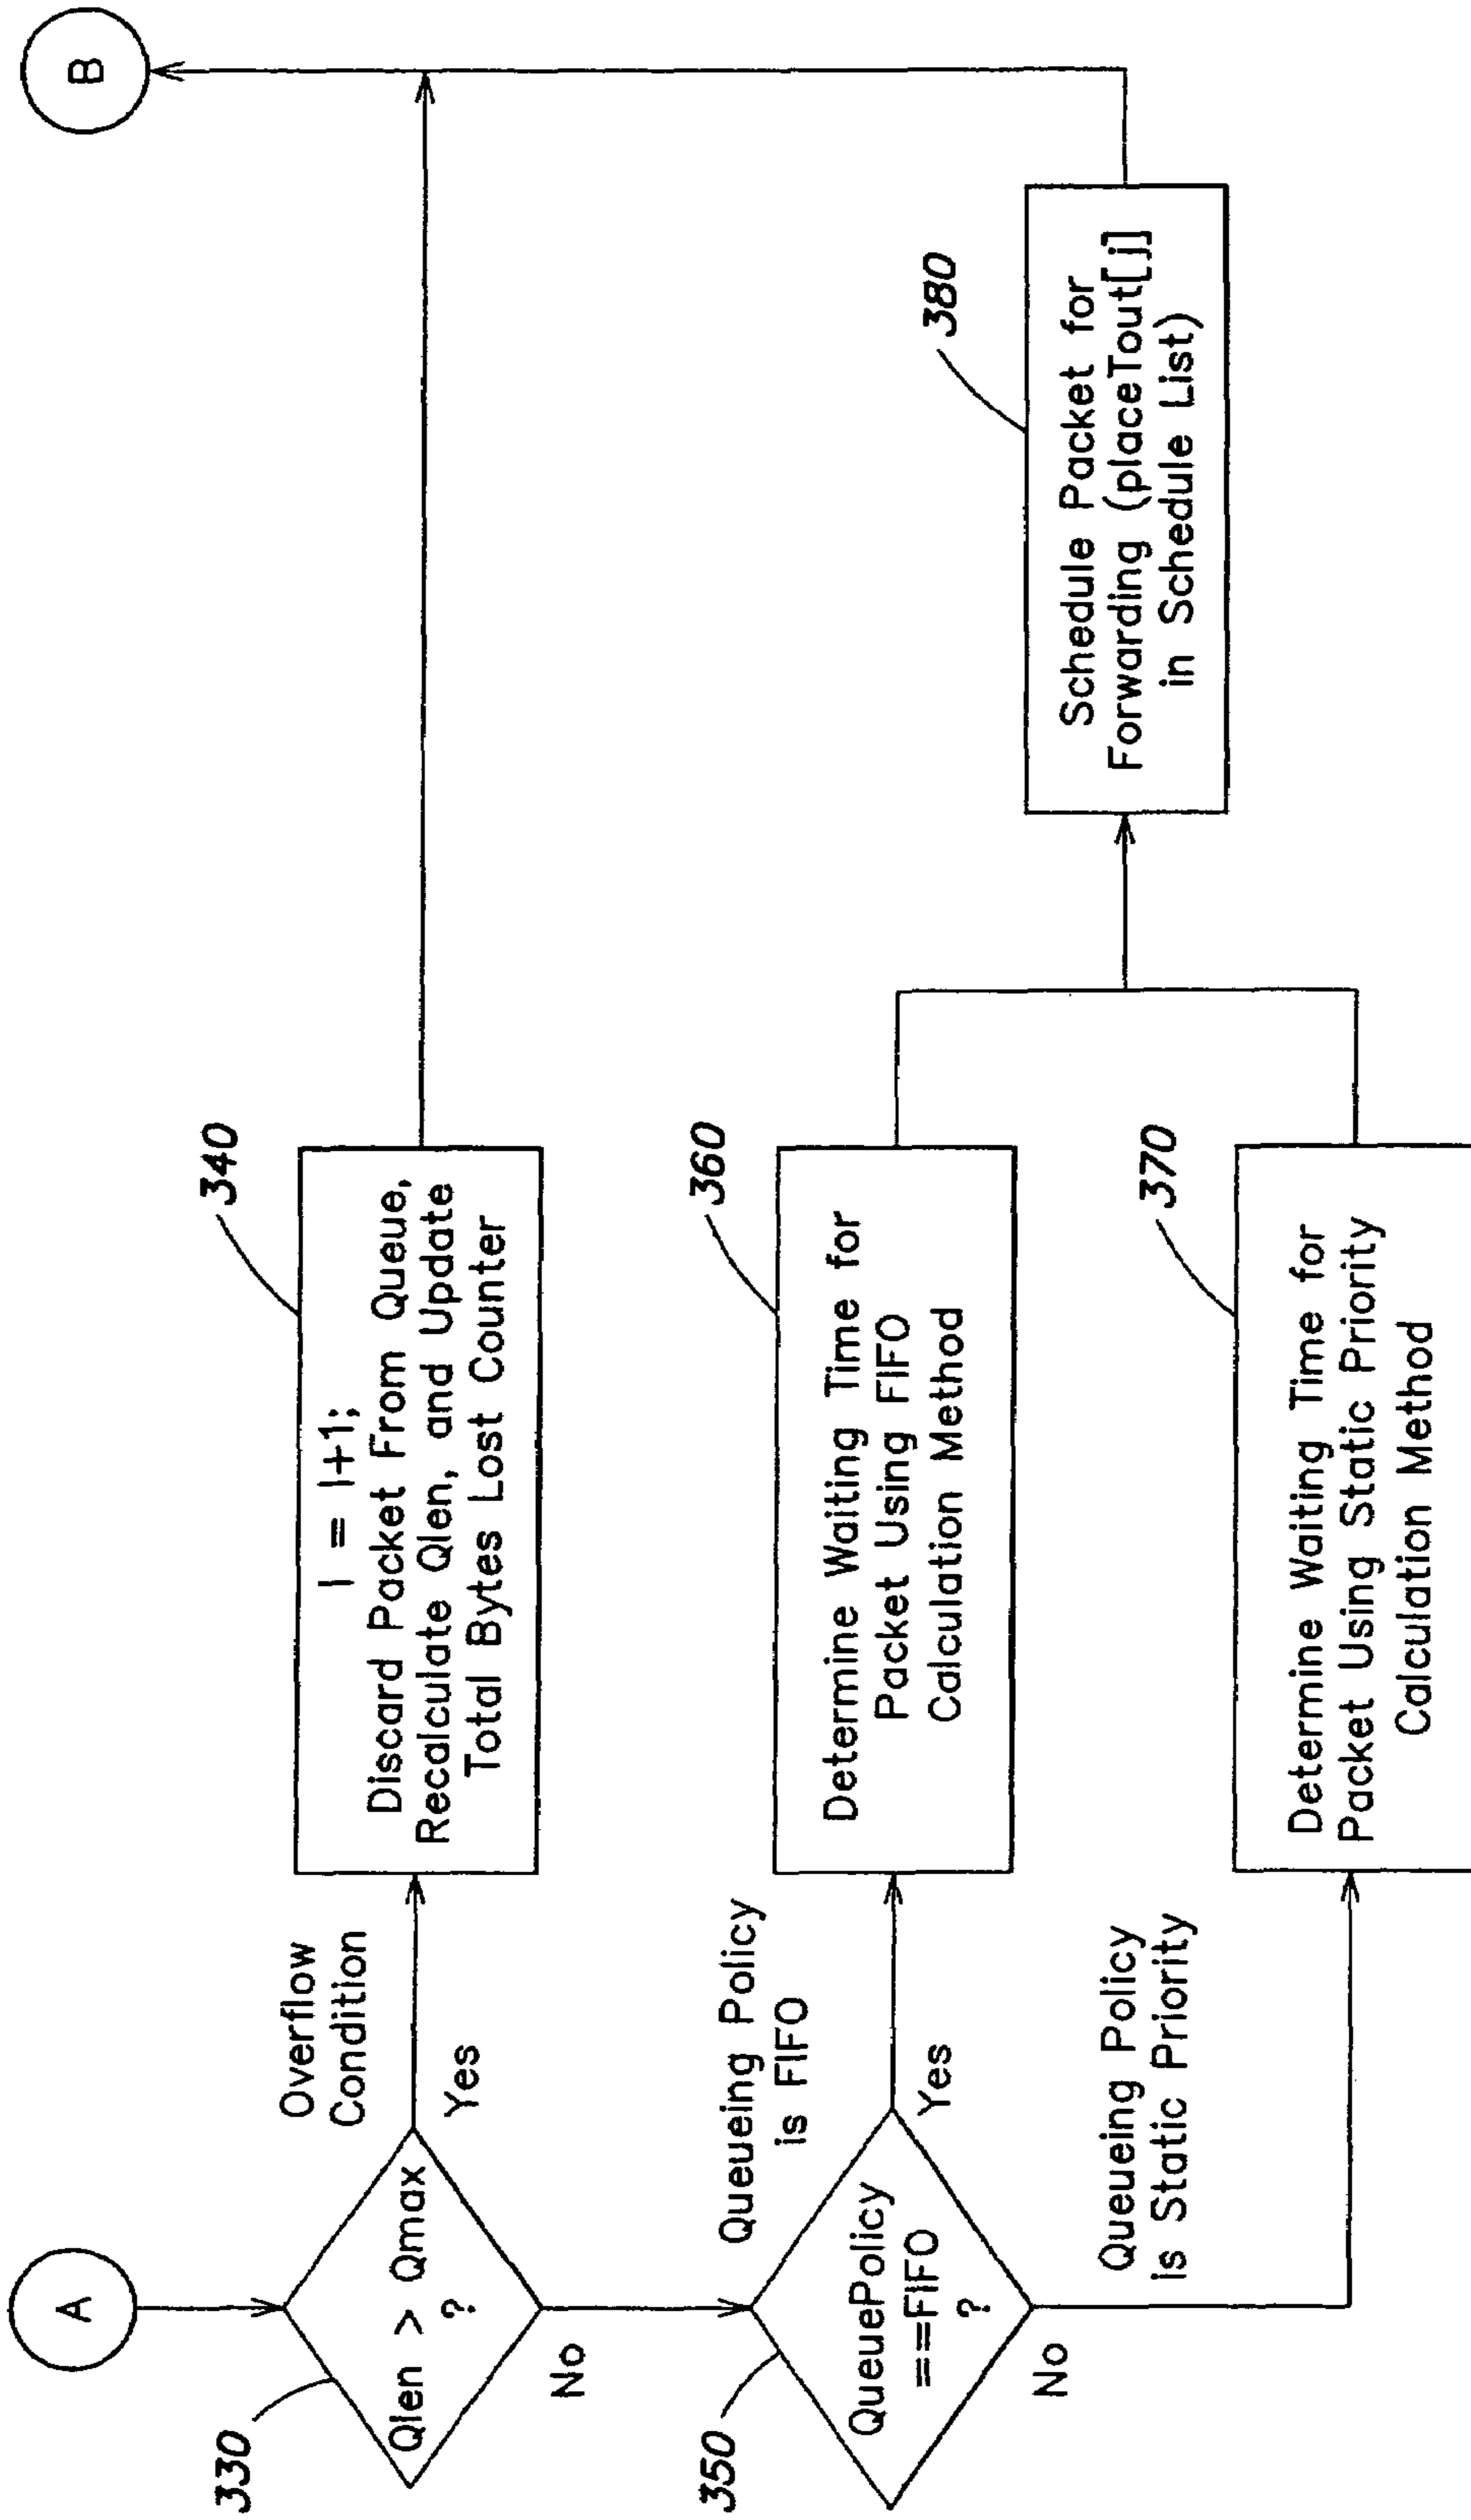 A
330
Qlen > Qmax
?
Overflow
Condition
Yes
No
340
l = l+1;
Discard Packet From Queue,
Recalculate Qlen, and Update
Total Bytes Lost Counter
B
350
QueuePolicy
==FIFO
?
Queueing Policy
is FIFO
Yes
No
360
Determine Waiting Time for
Packet Using FIFO
Calculation Method
Queueing Policy
is Static Priority
370
Determine Waiting Time for
Packet Using Static Priority
Calculation Method
380
Schedule Packet for
Forwarding (placeTout[j]
in Schedule List)